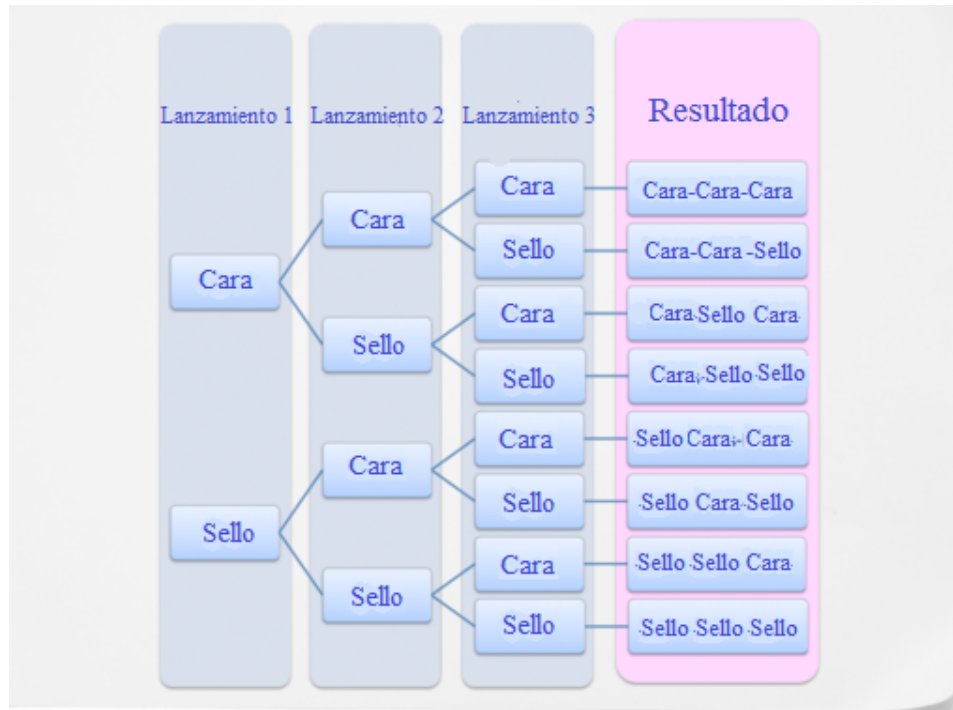 Lanzamiento 1 Lanzamiento 2 Lanzamiento 3 Resultado
Cara Cara-Cara-Cara
Cara
Sello Cara-Cara -Sello
Cara
Cara Cara Sello Cara
Sello
Sello Cara-Sello Sello
Cara Sello Cara- Cara
Cara
Sello Sello Cara-Sello
Sello
Cara Sello Sello Cara
Sello
Sello Sello Sello Sello